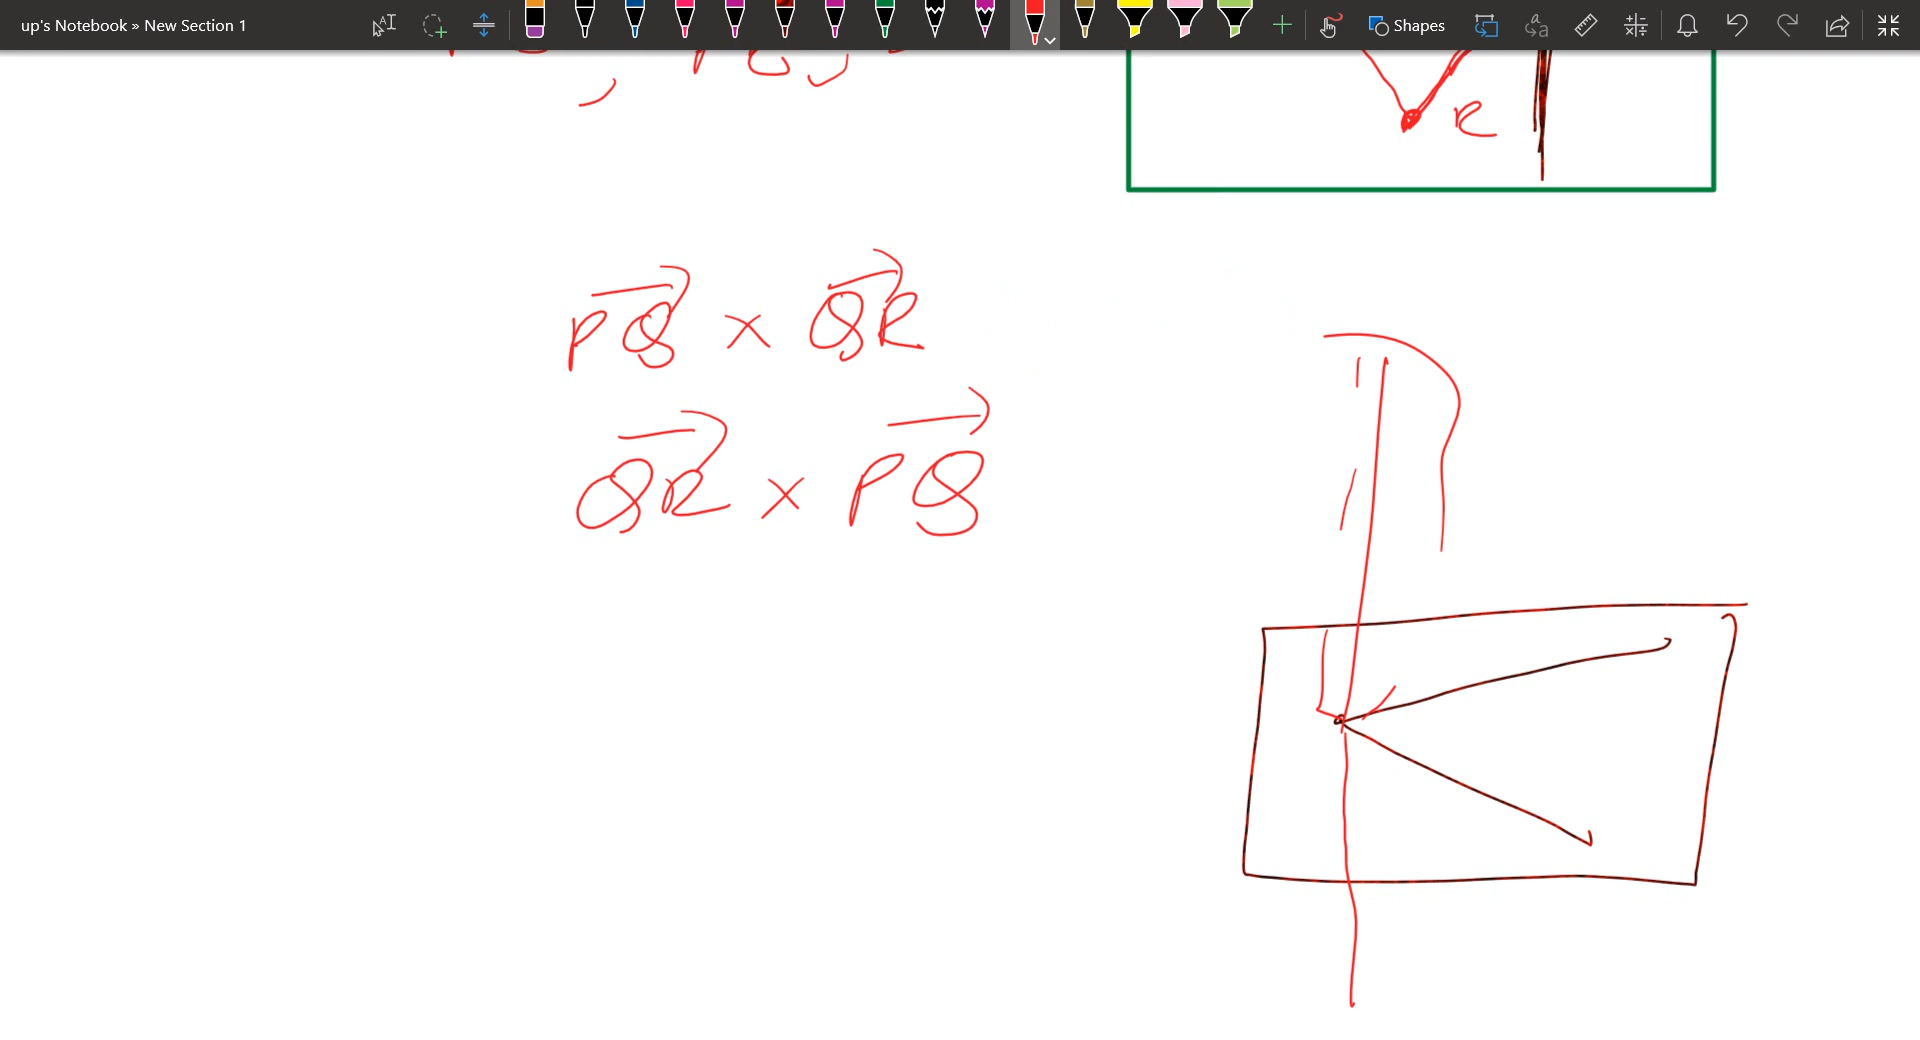 up's Notebook » New Section 1
Shapes
R
PQ × QR
QR × PQ